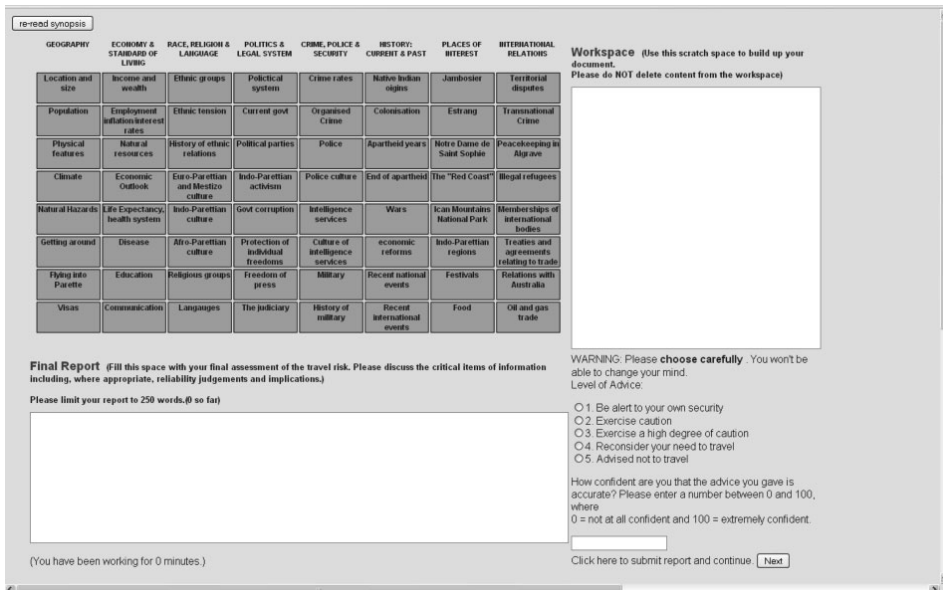 re-read synopsis
GEOGRAPHY
ECONOMY &
STANDARD OF
LIVING
RACE, RELIGION &
LANGUAGE
POLITICS &
LEGAL SYSTEM
CRIME, POLICE &
SECURITY
HISTORY:
CURRENT & PAST
PLACES OF
INTEREST
INTERNATIONAL
RELATIONS
Location and
size
Income and
wealth
Ethnic groups
Polictical
system
Crime rates
Native Indian
oigins
Jambosier
Territorial
disputes
Population
Employment
inflation/interest
rates
Ethnic tension
Current govt
Organised
Crime
Colonisation
Estrang
Transnational
Crime
Physical
features
Natural
resources
History of ethnic
relations
Political parties
Police
Apartheid years
Notre Dame de
Saint Sophie
Peacekeeping in
Algrave
Climate
Economic
Outlook
Euro-Parettian
and Mestizo
culture
Indo-Parettian
activism
Police culture
End of apartheid
The "Red Coast"
Illegal refugees
Natural Hazards
Life Expectancy,
health system
Indo-Parettian
culture
Govt corruption
Intelligence
services
Wars
Ican Mountains
National Park
Memberships of
international
bodies
Getting around
Disease
Afro-Parettian
culture
Protection of
individual
freedoms
Culture of
intelligence
services
economic
reforms
Indo-Parettian
regions
Treaties and
agreements
relating to trade
Flying into
Parette
Education
Religious groups
Freedom of
press
Military
Recent national
events
Festivals
Relations with
Australia
Visas
Communication
Langauges
The judiciary
History of
military
Recent
international
events
Food
Oil and gas
trade
Workspace (Use this scratch space to build up your
document.
Please do NOT delete content from the workspace)
Final Report (Fill this space with your final assessment of the travel risk. Please discuss the critical items of information
including, where appropriate, reliability judgements and implications.)
Please limit your report to 250 words.(0 so far)
(You have been working for 0 minutes.)
WARNING: Please choose carefully . You won't be
able to change your mind.
Level of Advice:
1. Be alert to your own security
2. Exercise caution
3. Exercise a high degree of caution
4. Reconsider your need to travel
5. Advised not to travel
How confident are you that the advice you gave is
accurate? Please enter a number between 0 and 100,
where
0 = not at all confident and 100 = extremely confident.
Click here to submit report and continue. Next